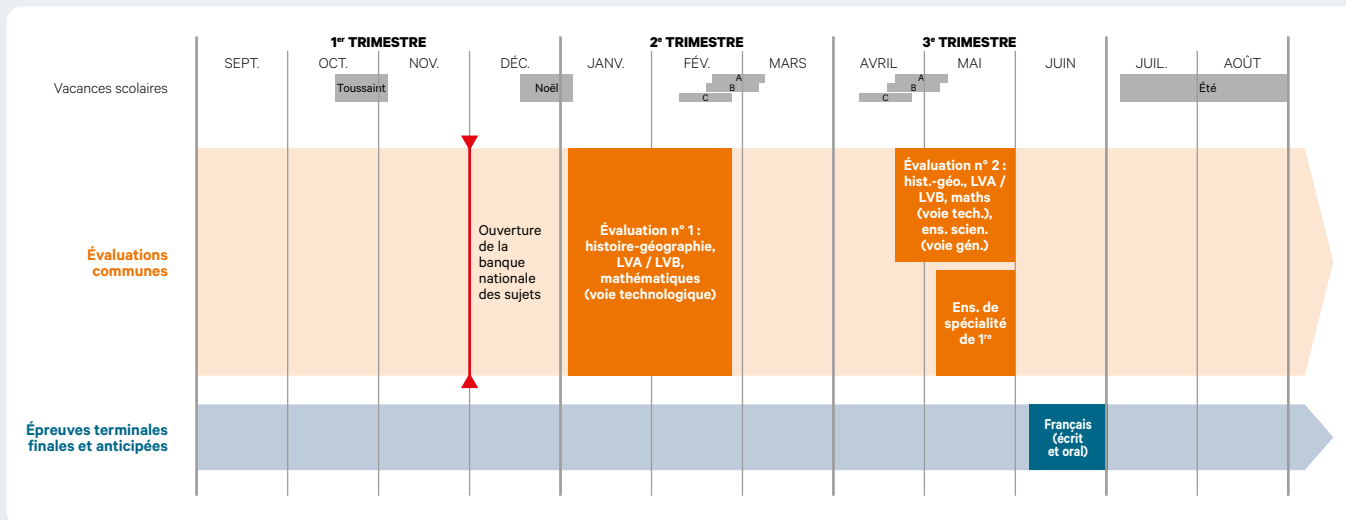 1er TRIMESTRE
2e TRIMESTRE
3e TRIMESTRE
SEPT.
OCT.
NOV.
DÉC.
JANV.
FÉV.
MARS
AVRIL
MAI
JUIN
JUIL.
AOÛT
Vacances scolaires
Toussaint
Noël
A
B
C
A
B
C
Été
Évaluations
communes
Ouverture
de la
banque
nationale
des sujets
Évaluation n° 1 :
histoire-géographie,
LVA / LVB,
mathématiques
(voie technologique)
Évaluation n° 2 :
hist.-géo., LVA /
LVB, maths
(voie tech.),
ens. scien.
(voie gén.)
Ens. de
spécialité
de 1re
Épreuves terminales
finales et anticipées
Français
(écrit
et oral)